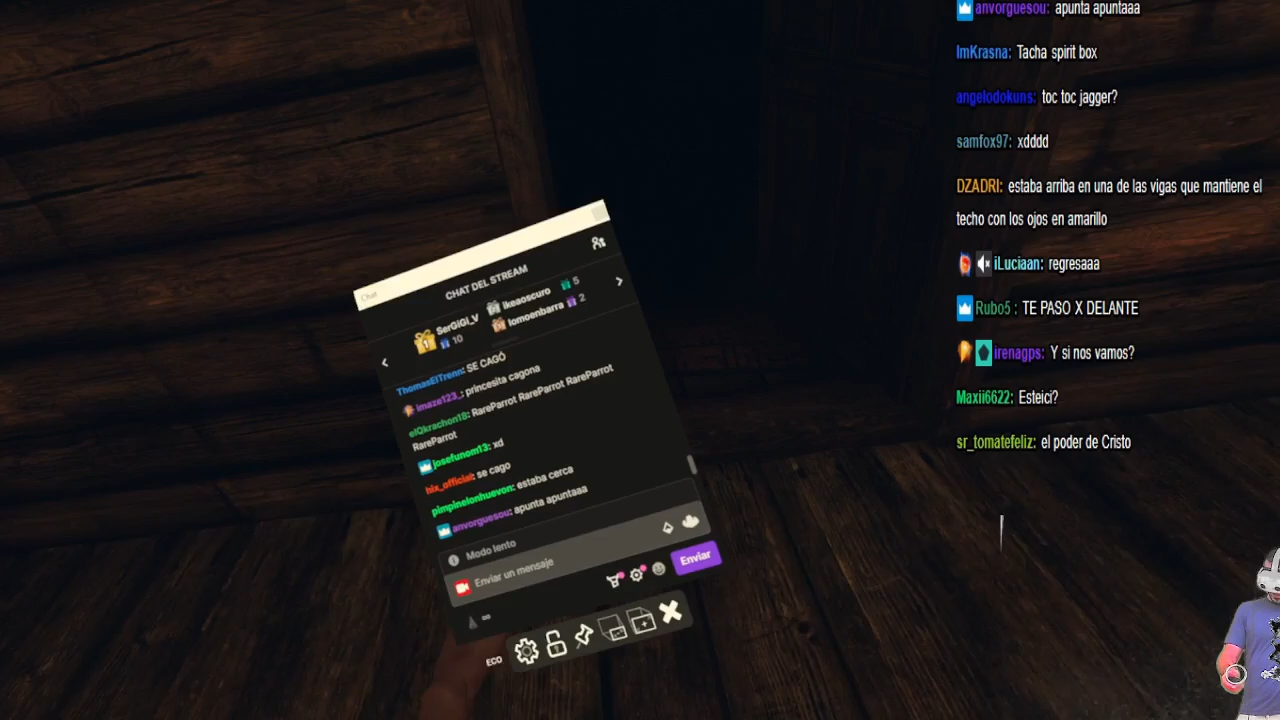 anvorguesou: apunta apuntaaa
ImKrasna: Tacha spirit box
angelodokuns: toc toc jagger?
samfox97: xdddd
DZADRI: estaba arriba en una de las vigas que mantiene el
techo con los ojos en amarillo
iLuciaan: regresaaa
Rubo5 : TE PASO X DELANTE
irenagps: Y si nos vamos?
Maxii6622: Esteici?
sr_tomatefeliz: el poder de Cristo
Chat
CHAT DEL STREAM
SerGiGi_V
10
ikeaoscuro 5
lomoenbarra 2
ThomasElTrenn: SE CAGÓ
imaze123_: princesita cagona
elQkrachon18: RareParrot RareParrot RareParrot
RareParrot
josefunom13: xd
hix_official: se cago
pimpinelonhuevon: estaba cerca
anvorguesou: apunta apuntaaa
Modo lento
Enviar un mensaje
Enviar
ECO